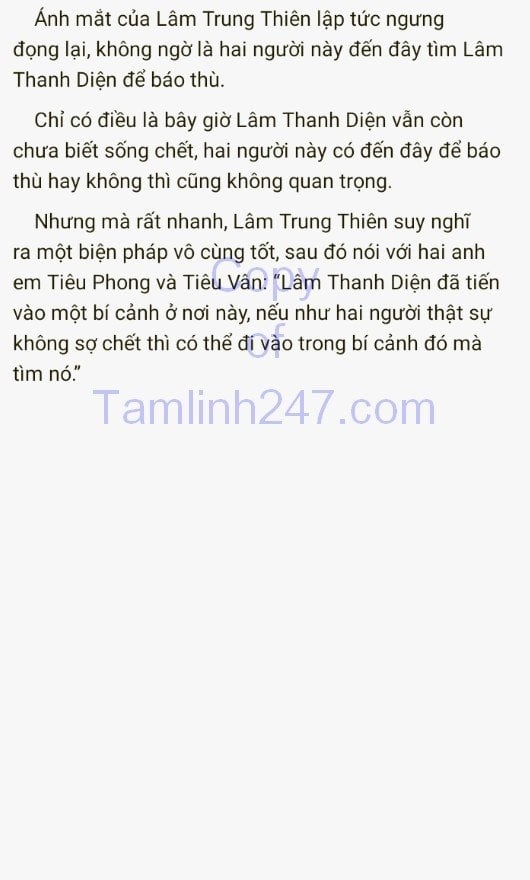 Ánh mắt của Lâm Trung Thiên lập tức ngưng
đọng lại, không ngờ là hai người này đến đây tìm Lâm
Thanh Diện để báo thù.
Chỉ có điều là bây giờ Lâm Thanh Diện vẫn còn
chưa biết sống chết, hai người này có đến đây để báo
thù hay không thì cũng không quan trọng.
Nhưng mà rất nhanh, Lâm Trung Thiên suy nghĩ
ra một biện pháp vô cùng tốt, sau đó nói với hai anh
em Tiêu Phong và Tiêu Vân: “Lâm Thanh Diện đã tiến
vào một bí cảnh ở nơi này, nếu như hai người thật sự
không sợ chết thì có thể đi vào trong bí cảnh đó mà
tìm nó.”
Copy
of
Tamlinh247.com